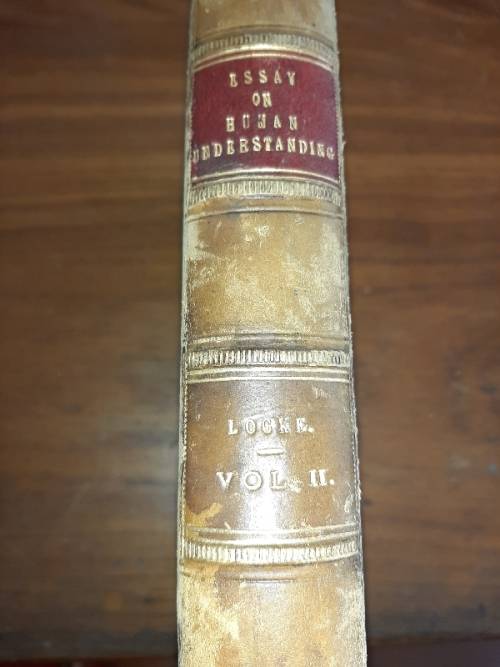 ESSAY
ON
HUMAN
UNDERSTANDING
LOCKE.
VOL. II.